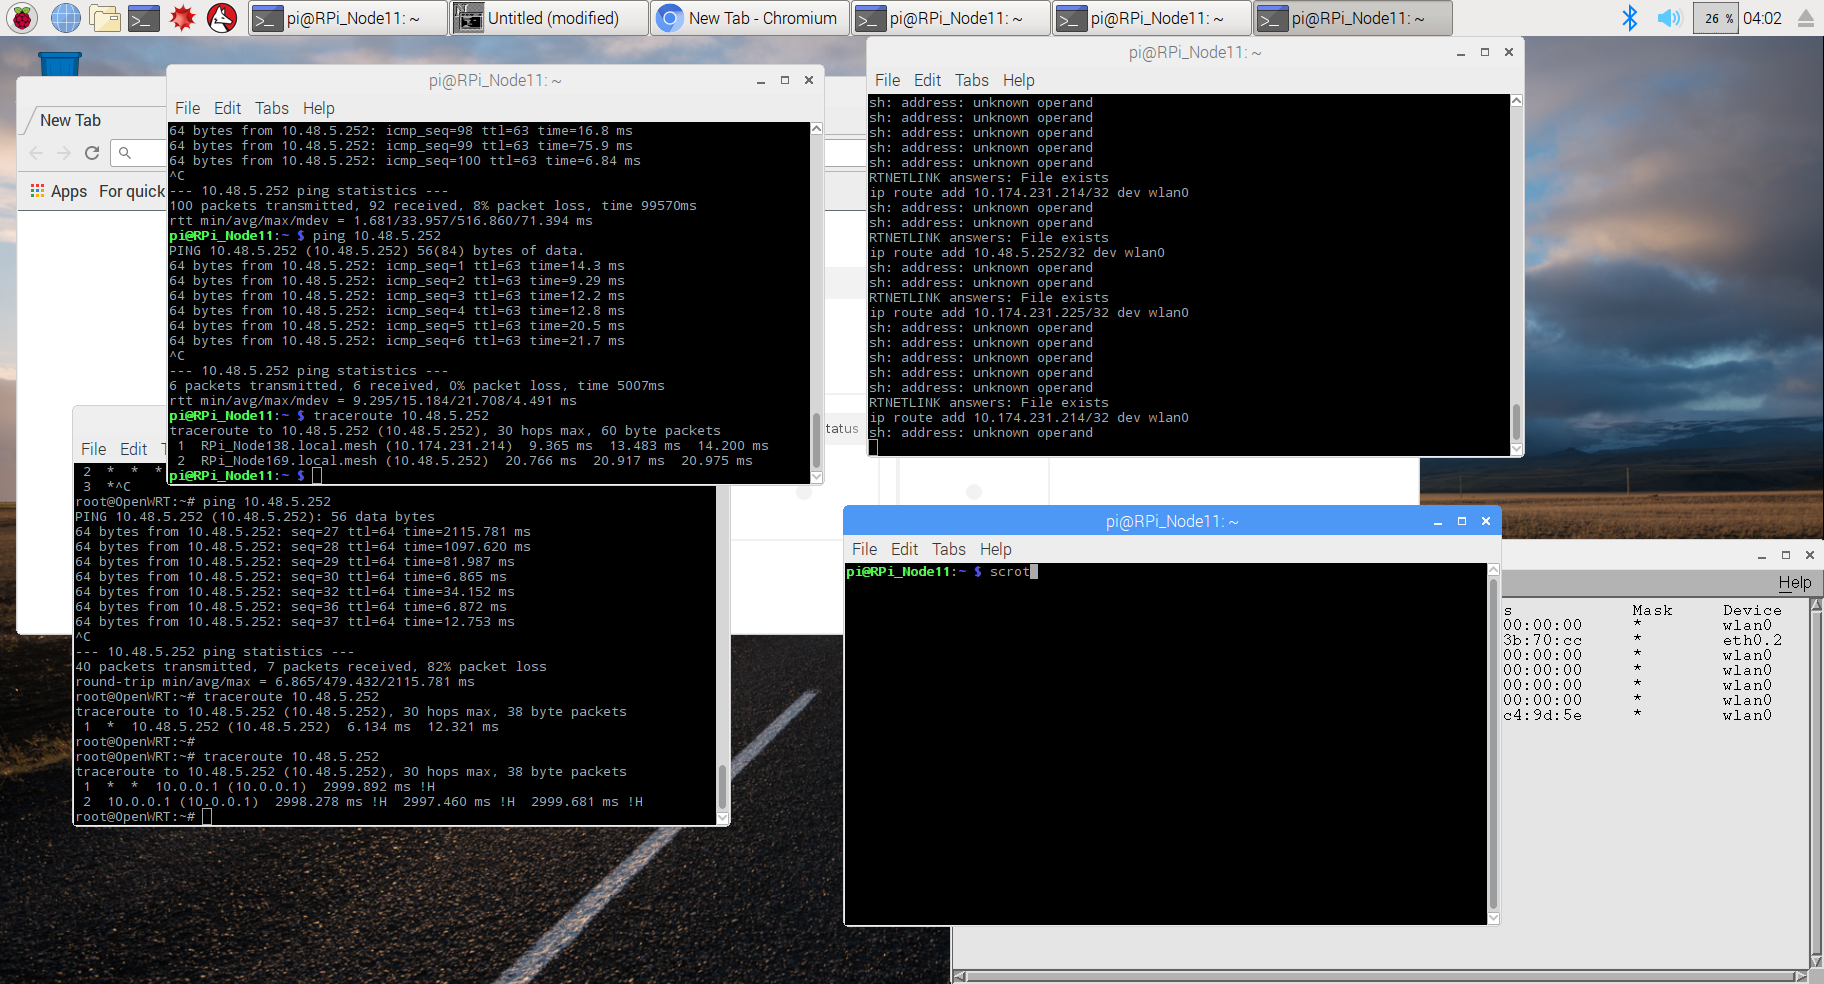 pi@RPi_Node11: ~
Untitled (modified)
New Tab - Chromium
pi@RPi_Node11: ~
pi@RPi_Node11: ~
pi@RPi_Node11: ~
26 %
04:02
New Tab
Apps For quick
tatus
pi@RPi_Node11: ~
File Edit Tabs Help
64 bytes from 10.48.5.252: icmp_seq=98 ttl=63 time=16.8 ms
64 bytes from 10.48.5.252: icmp_seq=99 ttl=63 time=75.9 ms
64 bytes from 10.48.5.252: icmp_seq=100 ttl=63 time=6.84 ms
^C
--- 10.48.5.252 ping statistics ---
100 packets transmitted, 92 received, 8% packet loss, time 99570ms
rtt min/avg/max/mdev = 1.681/33.957/516.860/71.394 ms
pi@RPi_Node11:~ $ ping 10.48.5.252
PING 10.48.5.252 (10.48.5.252) 56(84) bytes of data.
64 bytes from 10.48.5.252: icmp_seq=1 ttl=63 time=14.3 ms
64 bytes from 10.48.5.252: icmp_seq=2 ttl=63 time=9.29 ms
64 bytes from 10.48.5.252: icmp_seq=3 ttl=63 time=12.2 ms
64 bytes from 10.48.5.252: icmp_seq=4 ttl=63 time=12.8 ms
64 bytes from 10.48.5.252: icmp_seq=5 ttl=63 time=20.5 ms
64 bytes from 10.48.5.252: icmp_seq=6 ttl=63 time=21.7 ms
^C
--- 10.48.5.252 ping statistics ---
6 packets transmitted, 6 received, 0% packet loss, time 5007ms
rtt min/avg/max/mdev = 9.295/15.184/21.708/4.491 ms
pi@RPi_Node11:~ $ traceroute 10.48.5.252
traceroute to 10.48.5.252 (10.48.5.252), 30 hops max, 60 byte packets
1 RPi_Node138.local.mesh (10.174.231.214) 9.365 ms 13.483 ms 14.200 ms
2 RPi_Node169.local.mesh (10.48.5.252) 20.766 ms 20.917 ms 20.975 ms
pi@RPi_Node11:~ $
pi@RPi_Node11: ~
File Edit Tabs Help
sh: address: unknown operand
sh: address: unknown operand
sh: address: unknown operand
sh: address: unknown operand
sh: address: unknown operand
RTNETLINK answers: File exists
ip route add 10.174.231.214/32 dev wlan0
sh: address: unknown operand
sh: address: unknown operand
RTNETLINK answers: File exists
ip route add 10.48.5.252/32 dev wlan0
sh: address: unknown operand
sh: address: unknown operand
RTNETLINK answers: File exists
ip route add 10.174.231.225/32 dev wlan0
sh: address: unknown operand
sh: address: unknown operand
sh: address: unknown operand
sh: address: unknown operand
sh: address: unknown operand
RTNETLINK answers: File exists
ip route add 10.174.231.214/32 dev wlan0
sh: address: unknown operand
File Edit T
2 * * *
3 *^C
root@OpenWRT:~# ping 10.48.5.252
PING 10.48.5.252 (10.48.5.252): 56 data bytes
64 bytes from 10.48.5.252: seq=27 ttl=64 time=2115.781 ms
64 bytes from 10.48.5.252: seq=28 ttl=64 time=1097.620 ms
64 bytes from 10.48.5.252: seq=29 ttl=64 time=81.987 ms
64 bytes from 10.48.5.252: seq=30 ttl=64 time=6.865 ms
64 bytes from 10.48.5.252: seq=32 ttl=64 time=34.152 ms
64 bytes from 10.48.5.252: seq=36 ttl=64 time=6.872 ms
64 bytes from 10.48.5.252: seq=37 ttl=64 time=12.753 ms
^C
--- 10.48.5.252 ping statistics ---
40 packets transmitted, 7 packets received, 82% packet loss
round-trip min/avg/max = 6.865/479.432/2115.781 ms
root@OpenWRT:~# traceroute 10.48.5.252
traceroute to 10.48.5.252 (10.48.5.252), 30 hops max, 38 byte packets
1 * 10.48.5.252 (10.48.5.252) 6.134 ms 12.321 ms
root@OpenWRT:~#
root@OpenWRT:~# traceroute 10.48.5.252
traceroute to 10.48.5.252 (10.48.5.252), 30 hops max, 38 byte packets
1 * * 10.0.0.1 (10.0.0.1) 2999.892 ms !H
2 10.0.0.1 (10.0.0.1) 2998.278 ms !H 2997.460 ms !H 2999.681 ms !H
root@OpenWRT:~#
pi@RPi_Node11: ~
File Edit Tabs Help
pi@RPi_Node11:~ $ scrot
Help
s Mask Device
00:00:00 * wlan0
3b:70:cc * eth0.2
00:00:00 * wlan0
00:00:00 * wlan0
00:00:00 * wlan0
00:00:00 * wlan0
c4:9d:5e * wlan0